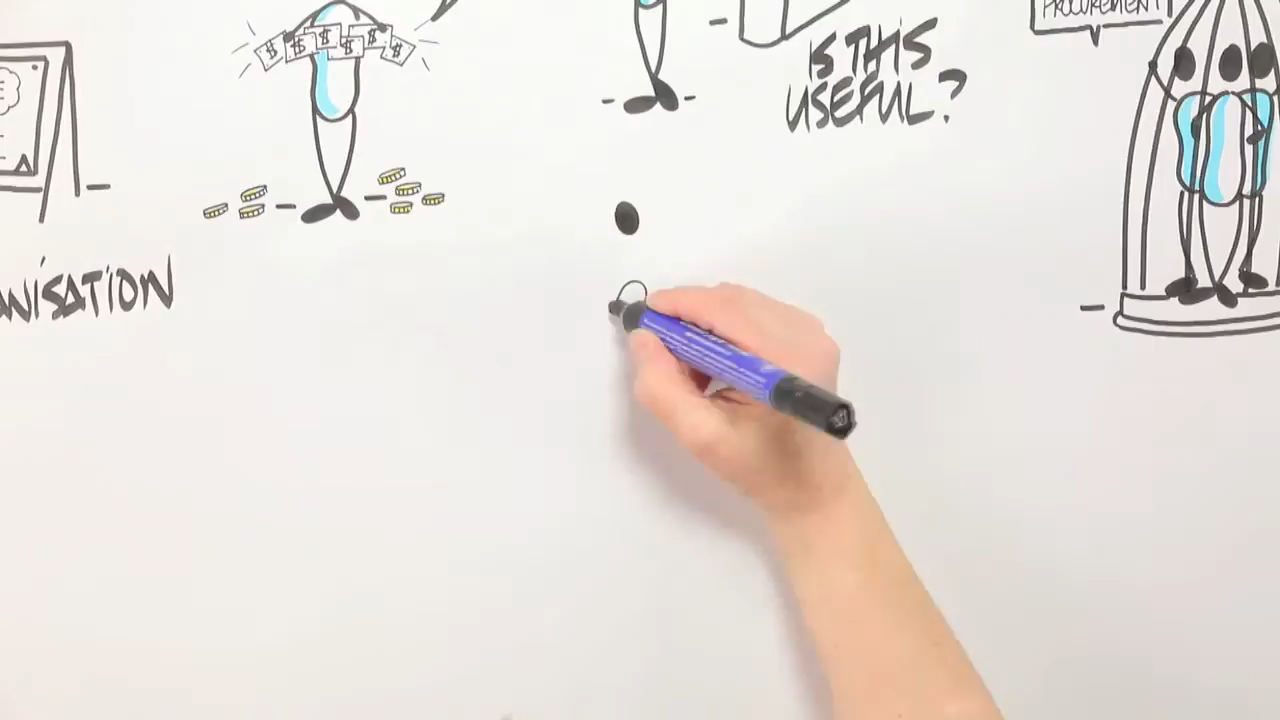 PROCUREMENT
$ $ $ $ $ $
IS THIS
USEFUL?
NISATION